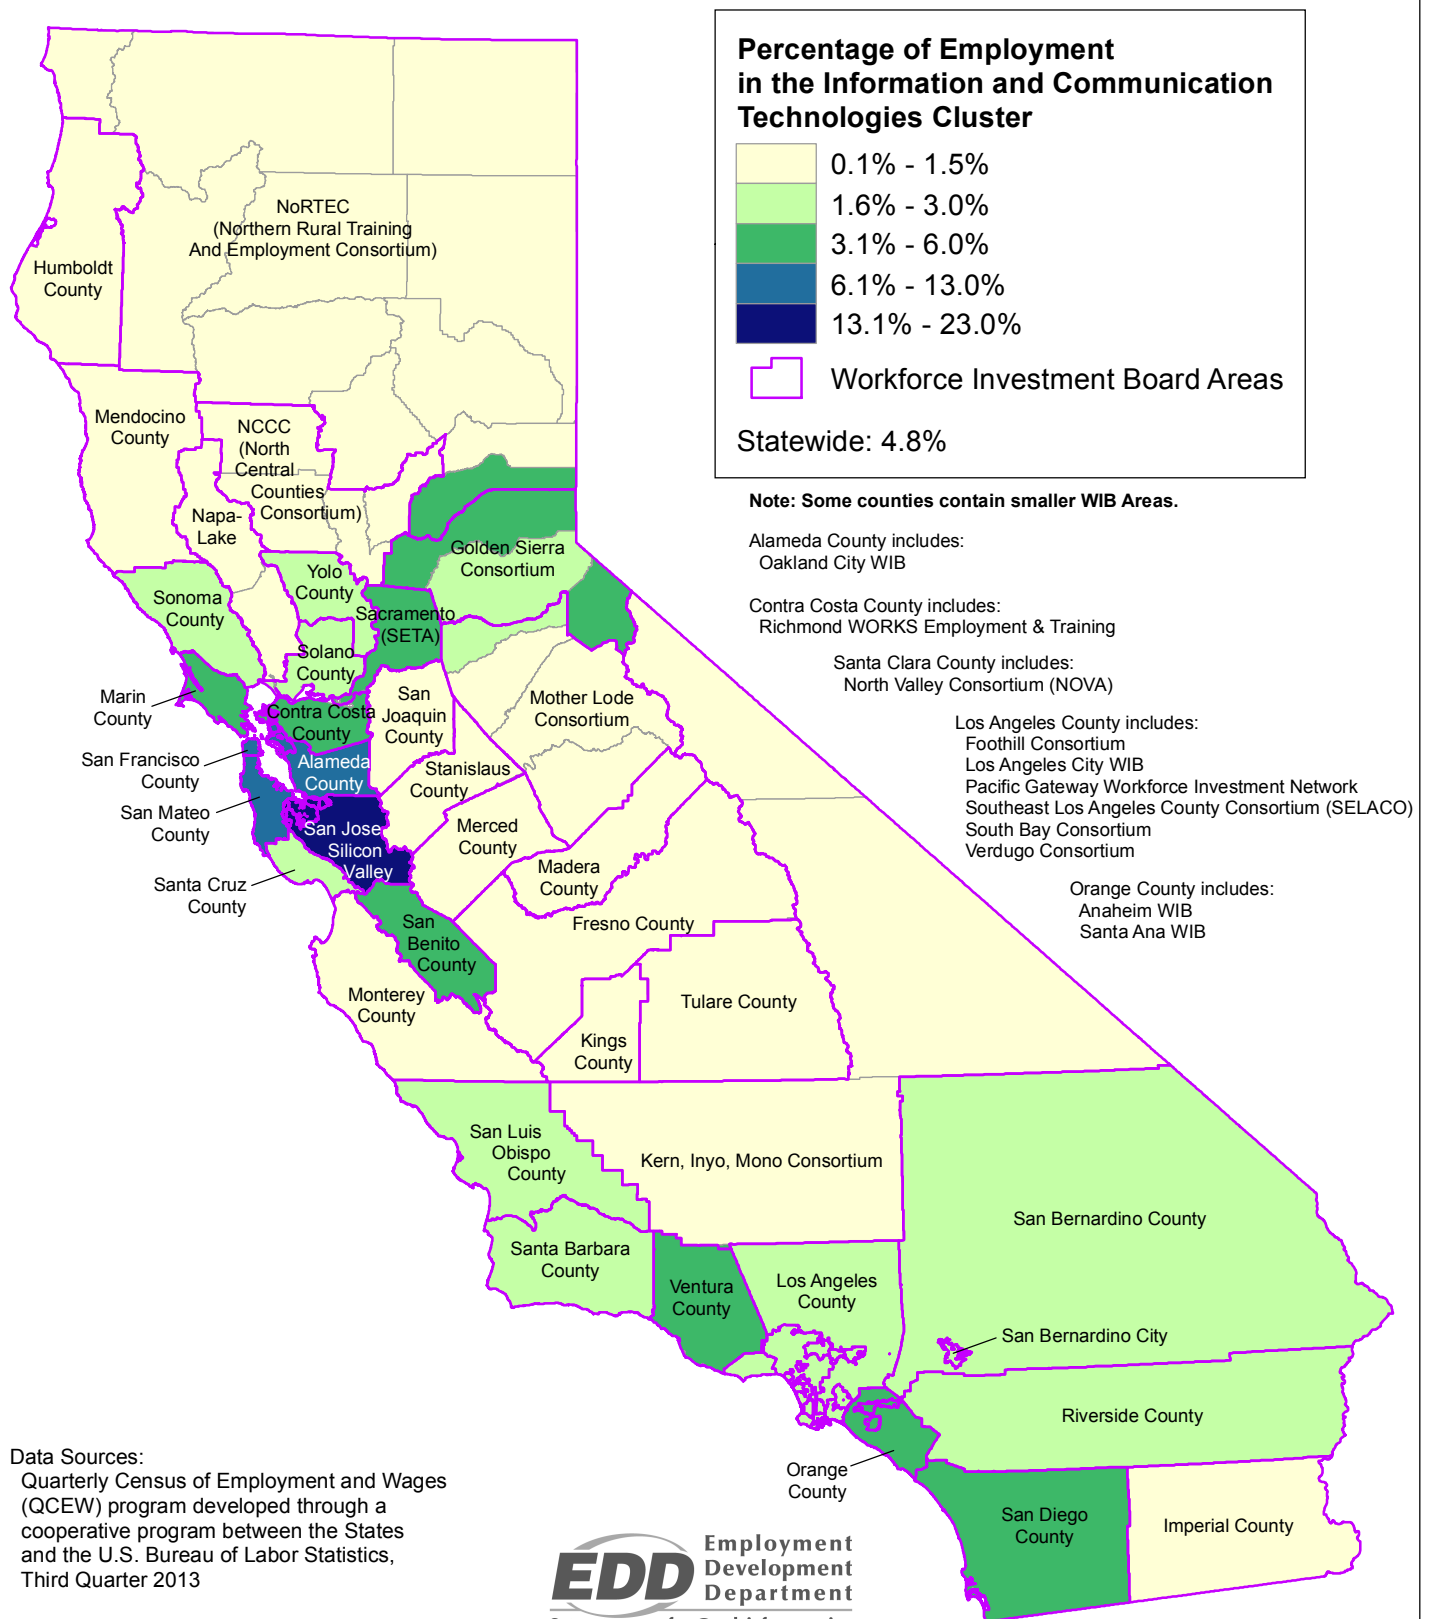 Percentage of Employment
in the Information and Communication
Technologies Cluster
0.1% - 1.5%
1.6% - 3.0%
3.1% - 6.0%
6.1% - 13.0%
13.1% - 23.0%
Workforce Investment Board Areas
Statewide: 4.8%
Note: Some counties contain smaller WIB Areas.
Alameda County includes:
Oakland City WIB
Contra Costa County includes:
Richmond WORKS Employment & Training
Santa Clara County includes:
North Valley Consortium (NOVA)
Los Angeles County includes:
Foothill Consortium
Los Angeles City WIB
Pacific Gateway Workforce Investment Network
Southeast Los Angeles County Consortium (SELACO)
South Bay Consortium
Verdugo Consortium
Orange County includes:
Anaheim WIB
Santa Ana WIB
NoRTEC
(Northern Rural Training
And Employment Consortium)
Humboldt
County
Mendocino
County
NCCC
(North
Central
Counties
Consortium)
Napa-
Lake
Golden Sierra
Consortium
Yolo
County
Sonoma
County
Sacramento
(SETA)
Solano
County
Marin
County
San
Joaquin
County
Mother Lode
Consortium
Contra Costa
County
San Francisco
County
Alameda
County
Stanislaus
County
San Mateo
County
San Jose
Silicon
Valley
Merced
County
Madera
County
Santa Cruz
County
San
Benito
County
Fresno County
Monterey
County
Tulare County
Kings
County
San Luis
Obispo
County
Kern, Inyo, Mono Consortium
San Bernardino County
Santa Barbara
County
Ventura
County
Los Angeles
County
San Bernardino City
Riverside County
Orange
County
San Diego
County
Imperial County
Data Sources:
Quarterly Census of Employment and Wages
(QCEW) program developed through a
cooperative program between the States
and the U.S. Bureau of Labor Statistics,
Third Quarter 2013
EDD
Employment
Development
Department